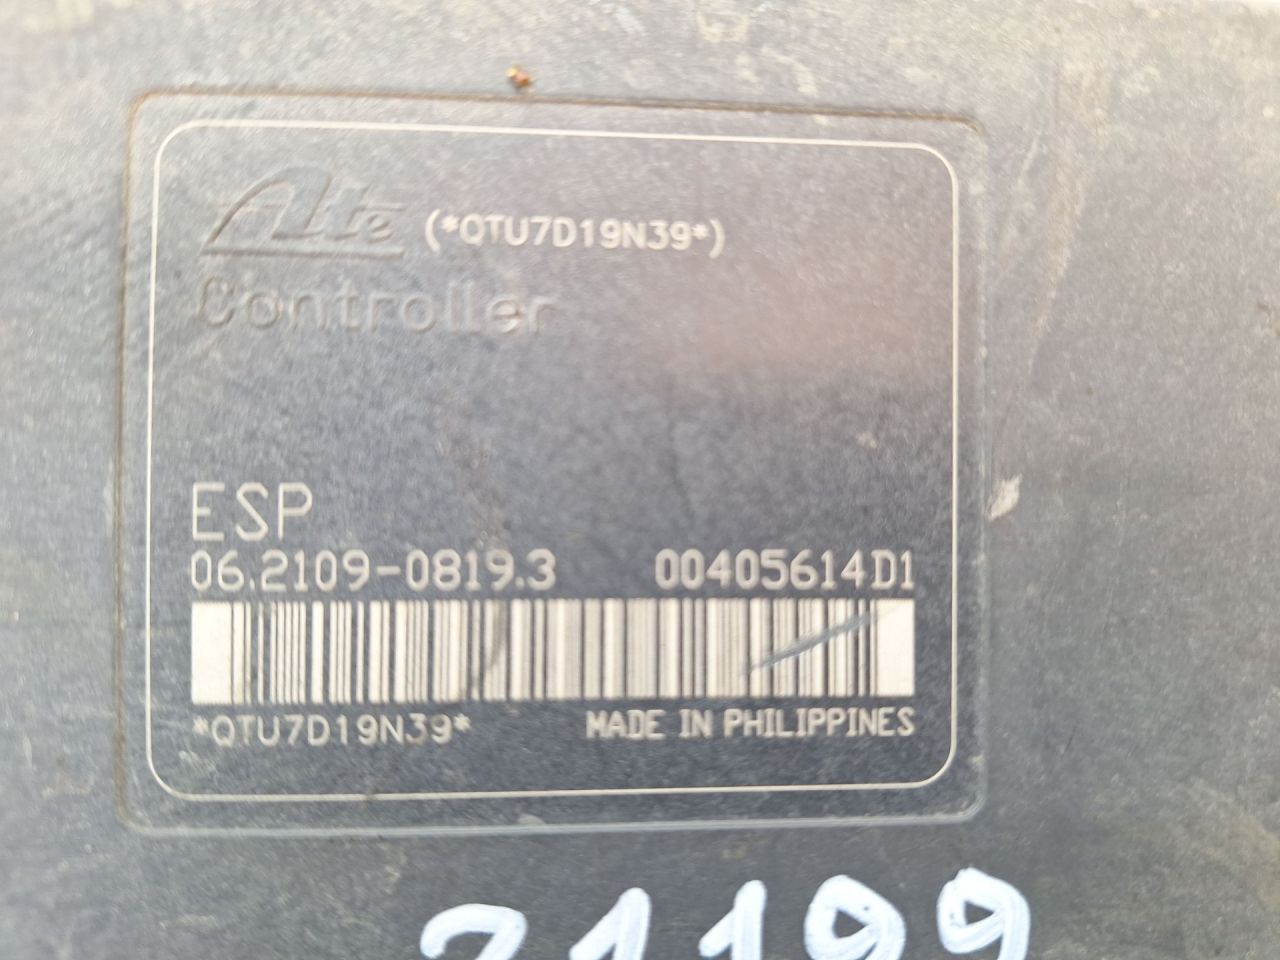 Ate (*QTU7D19N39*)
Controller
ESP
06.2109-0819.3 00405614D1
*QTU7D19N39* MADE IN PHILIPPINES